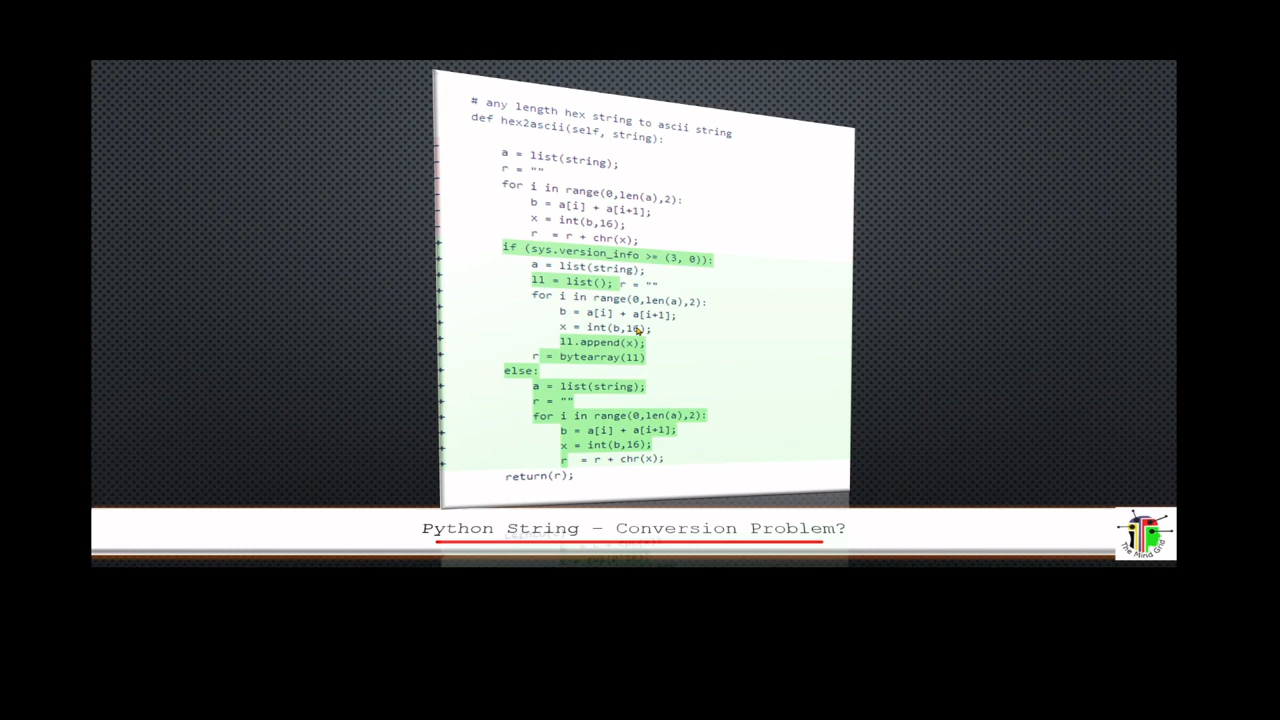 # any length hex string to ascii string
def hex2ascii(self, string):
a = list(string);
r = ""
for i in range(0,len(a),2):
b = a[i] + a[i+1];
x = int(b,16);
r  = r + chr(x);
if (sys.version_info >= (3, 0)):
a = list(string);
ll = list(); r = ""
for i in range(0,len(a),2):
b = a[i] + a[i+1];
x = int(b,16);
ll.append(x);
r = bytearray(ll)
else:
a = list(string);
r = ""
for i in range(0,len(a),2):
b = a[i] + a[i+1];
x = int(b,16);
r  = r + chr(x);
return(r);
Python String – Conversion Problem?
The Mind Grid